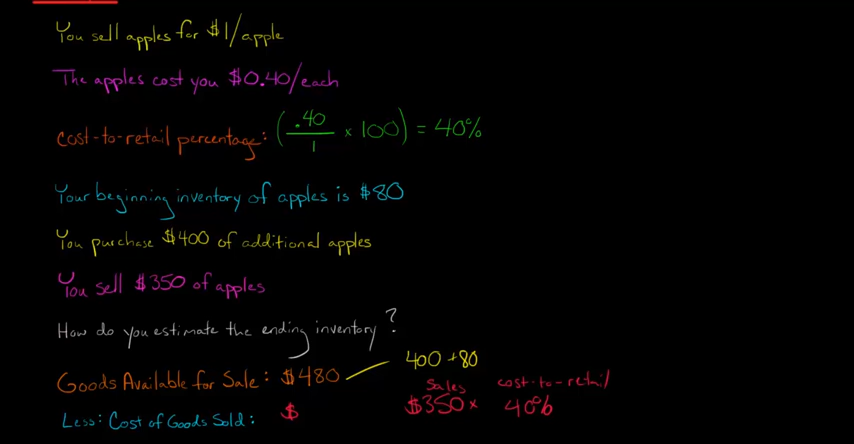 You sell apples for $1/apple
The apples cost you $0.40/each
cost-to-retail percentage: (.40/1 × 100) = 40%
Your beginning inventory of apples is $80
You purchase $400 of additional apples
You sell $350 of apples
How do you estimate the ending inventory?
400 + 80
Goods Available for Sale: $480
Sales cost-to-retail
Less: Cost of Goods Sold: $ $350 × 40%